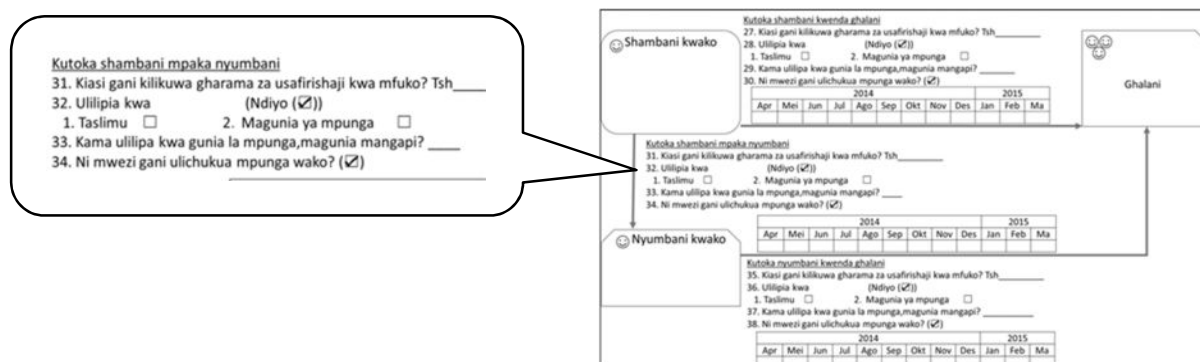 Kutoka shambani mpaka nyumbani
31. Kiasi gani kilikuwa gharama za usafirishaji kwa mfuko? Tsh____
32. Ulilipia kwa (Ndiyo (☑))
1. Taslimu ☐ 2. Magunia ya mpunga ☐
33. Kama ulilipa kwa gunia la mpunga,magunia mangapi? ____
34. Ni mwezi gani ulichukua mpunga wako? (☑)
Shambani kwako
Kutoka shambani kwenda ghalani
27. Kiasi gani kilikuwa gharama za usafirishaji kwa mfuko? Tsh________
28. Ulilipia kwa (Ndiyo (☑))
1. Taslimu ☐ 2. Magunia ya mpunga ☐
29. Kama ulilipa kwa gunia la mpunga,magunia mangapi? ________
30. Ni mwezi gani ulichukua mpunga wako? (☑)
2014 2015
Apr Mei Jun Jul Ago Sep Okt Nov Des Jan Feb Ma
Ghalani
Kutoka shambani mpaka nyumbani
31. Kiasi gani kilikuwa gharama za usafirishaji kwa mfuko? Tsh________
32. Ulilipia kwa (Ndiyo (☑))
1. Taslimu ☐ 2. Magunia ya mpunga ☐
33. Kama ulilipa kwa gunia la mpunga,magunia mangapi? ____
34. Ni mwezi gani ulichukua mpunga wako? (☑)
2014 2015
Apr Mei Jun Jul Ago Sep Okt Nov Des Jan Feb Ma
Nyumbani kwako
Kutoka nyumbani kwenda ghalani
35. Kiasi gani kilikuwa gharama za usafirishaji kwa mfuko? Tsh________
36. Ulilipia kwa (Ndiyo (☑))
1. Taslimu ☐ 2. Magunia ya mpunga ☐
37. Kama ulilipa kwa gunia la mpunga,magunia mangapi? ________
38. Ni mwezi gani ulichukua mpunga wako? (☑)
2014 2015
Apr Mei Jun Jul Ago Sep Okt Nov Des Jan Feb Ma